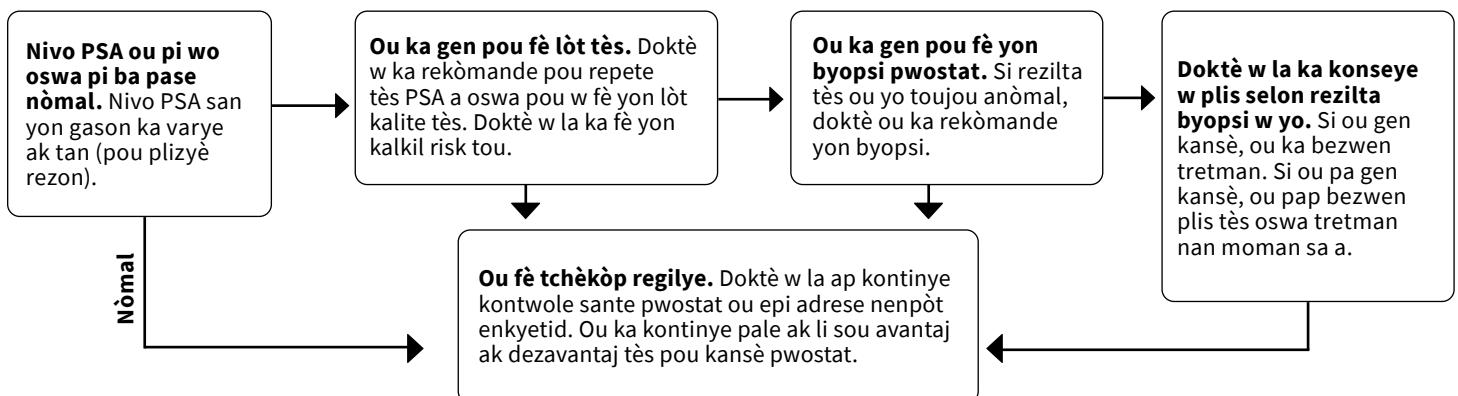 Nivo PSA ou pi wo
oswa pi ba pase
nòmal. Nivo PSA san
yon gason ka varye
ak tan (pou plizyè
rezon).
Ou ka gen pou fè lòt tès. Doktè
w ka rekòmande pou repete
tès PSA a oswa pou w fè yon lòt
kalite tès. Doktè w la ka fè yon
kalkil risk tou.
Ou ka gen pou fè yon
byopsi pwostat. Si rezilta
tès ou yo toujou anòmal,
doktè ou ka rekòmande
yon byopsi.
Doktè w la ka konseye
w plis selon rezilta
byopsi w yo. Si ou gen
kansè, ou ka bezwen
tretman. Si ou pa gen
kansè, ou pap bezwen
plis tès oswa tretman
nan moman sa a.
Nòmal
Ou fè tchèkòp regilye. Doktè w la ap kontinye
kontwole sante pwostat ou epi adrese nenpòt
enkyetid. Ou ka kontinye pale ak li sou avantaj
ak dezavantaj tès pou kansè pwostat.